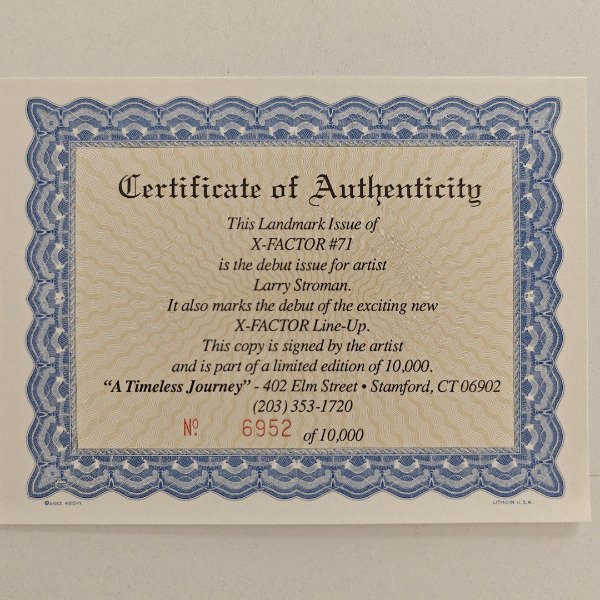 Certificate of Authenticity
This Landmark Issue of
X-FACTOR #71
is the debut issue for artist
Larry Stroman.
It also marks the debut of the exciting new
X-FACTOR Line-Up.
This copy is signed by the artist
and is part of a limited edition of 10,000.
“A Timeless Journey” - 402 Elm Street • Stamford, CT 06902
(203) 353-1720
Nº 6952 of 10,000
©GOES LITHO IN U.S.A.